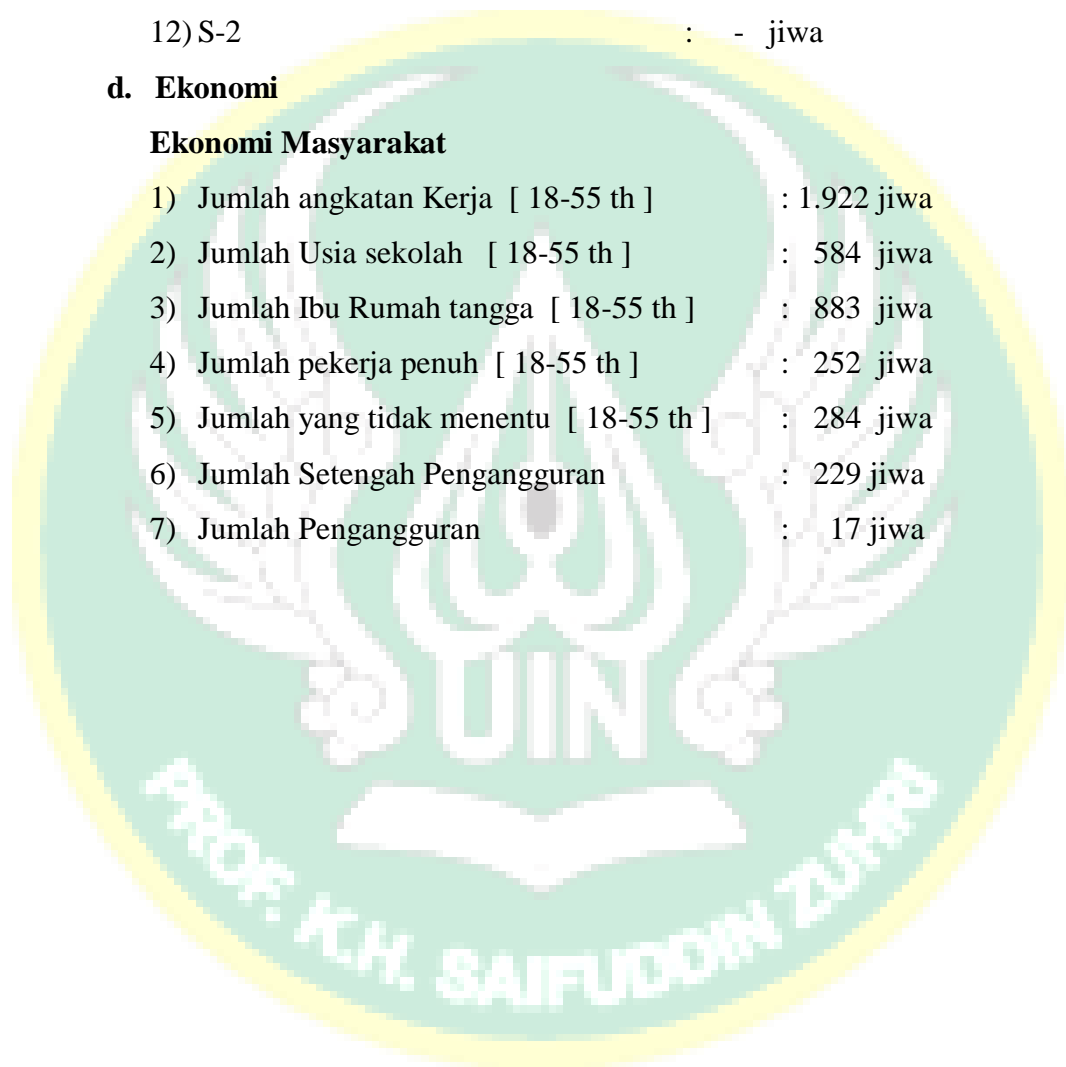 12) S-2 : - jiwa
d. Ekonomi
Ekonomi Masyarakat
1) Jumlah angkatan Kerja [ 18-55 th ] : 1.922 jiwa
2) Jumlah Usia sekolah [ 18-55 th ] : 584 jiwa
3) Jumlah Ibu Rumah tangga [ 18-55 th ] : 883 jiwa
4) Jumlah pekerja penuh [ 18-55 th ] : 252 jiwa
5) Jumlah yang tidak menentu [ 18-55 th ] : 284 jiwa
6) Jumlah Setengah Pengangguran : 229 jiwa
7) Jumlah Pengangguran : 17 jiwa
UIN
PROF. K.H. SAIFUDDIN ZUHRI